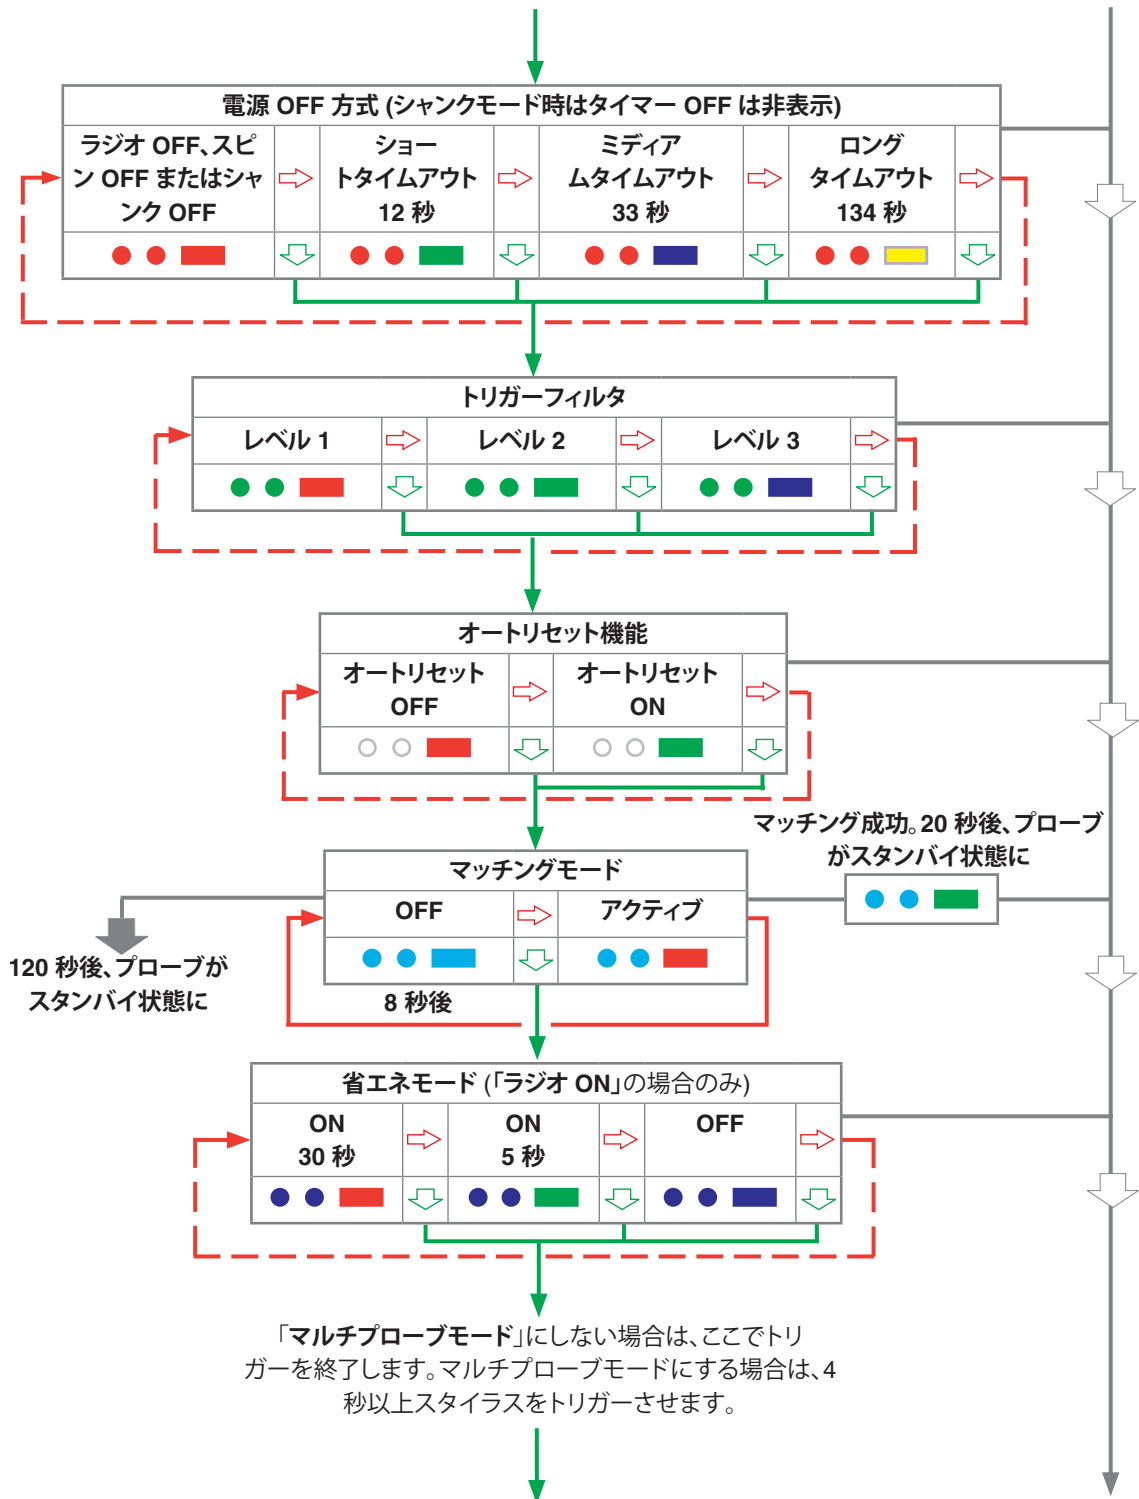 電源 OFF 方式 (シャンクモード時はタイマー OFF は非表示)
ラジオ OFF、スピ
ン OFF またはシャ
ンク OFF
ショー
トタイムアウト
12 秒
ミディア
ムタイムアウト
33 秒
ロング
タイムアウト
134 秒
トリガーフィルタ
レベル 1
レベル 2
レベル 3
オートリセット機能
オートリセット
OFF
オートリセット
ON
マッチング成功。20 秒後、プローブ
がスタンバイ状態に
マッチングモード
OFF
アクティブ
120 秒後、プローブが
スタンバイ状態に
8 秒後
省エネモード (「ラジオ ON」の場合のみ)
ON
30 秒
ON
5 秒
OFF
「マルチプローブモード」にしない場合は、ここでトリ
ガーを終了します。マルチプローブモードにする場合は、4
秒以上スタイラスをトリガーさせます。